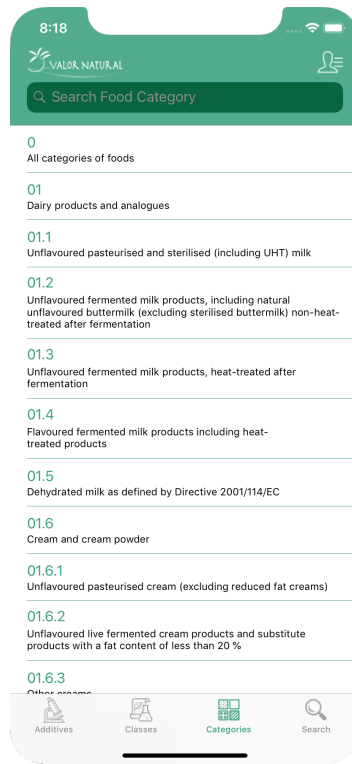 8:18
VALOR NATURAL
Search Food Category
0
All categories of foods
01
Dairy products and analogues
01.1
Unflavoured pasteurised and sterilised (including UHT) milk
01.2
Unflavoured fermented milk products, including natural
unflavoured buttermilk (excluding sterilised buttermilk) non-heat-
treated after fermentation
01.3
Unflavoured fermented milk products, heat-treated after
fermentation
01.4
Flavoured fermented milk products including heat-
treated products
01.5
Dehydrated milk as defined by Directive 2001/114/EC
01.6
Cream and cream powder
01.6.1
Unflavoured pasteurised cream (excluding reduced fat creams)
01.6.2
Unflavoured live fermented cream products and substitute
products with a fat content of less than 20 %
01.6.3
Other creams
Additives
Classes
Categories
Search